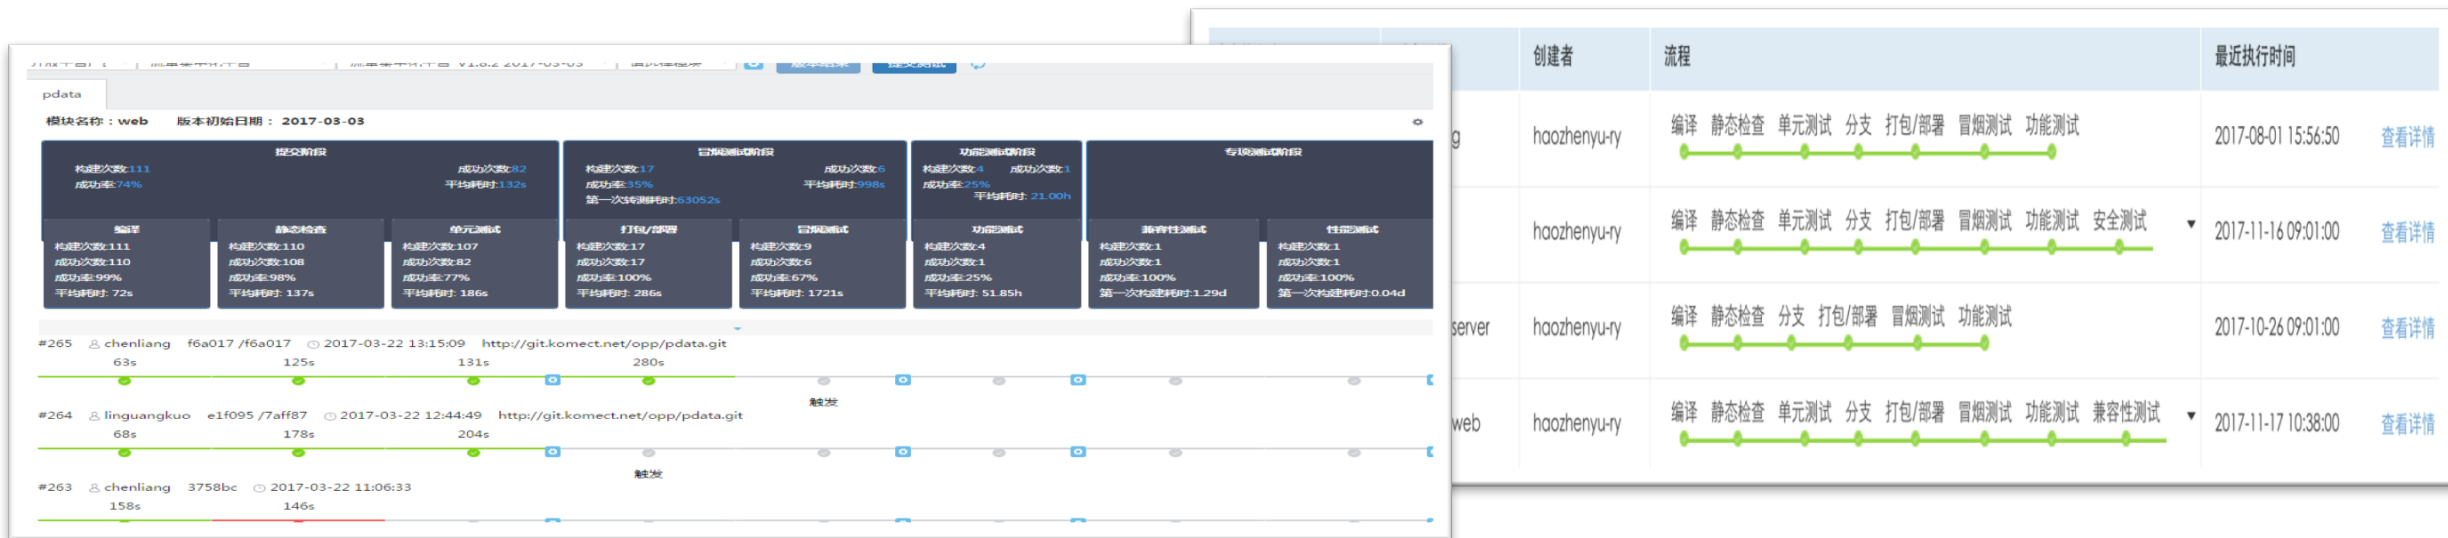 pdata
模块名称：web 版本初始日期： 2017-03-03
提交阶段
构建次数:111 成功次数:82
成功率:74% 平均耗时:132s
冒烟测试阶段
构建次数:17 成功次数:6
成功率:35% 平均耗时:998s
第一次转测耗时:63052s
功能测试阶段
构建次数:4 成功次数:1
成功率:25%
平均耗时: 21.00h
专项测试阶段
编译
构建次数:111
成功次数:110
成功率:99%
平均耗时: 72s
静态检查
构建次数:110
成功次数:108
成功率:98%
平均耗时: 137s
单元测试
构建次数:107
成功次数:82
成功率:77%
平均耗时: 186s
打包/部署
构建次数:17
成功次数:17
成功率:100%
平均耗时: 286s
冒烟测试
构建次数:9
成功次数:6
成功率:67%
平均耗时: 1721s
功能测试
构建次数:4
成功次数:1
成功率:25%
平均耗时: 51.85h
兼容性测试
构建次数:1
成功次数:1
成功率:100%
第一次构建耗时:1.29d
性能测试
构建次数:1
成功次数:1
成功率:100%
第一次构建耗时:0.04d
#265 chenliang f6a017 /f6a017 2017-03-22 13:15:09 http://git.komect.net/opp/pdata.git
63s 125s 131s 280s
触发
#264 linguangkuo e1f095 /7aff87 2017-03-22 12:44:49 http://git.komect.net/opp/pdata.git
68s 178s 204s
触发
#263 chenliang 3758bc 2017-03-22 11:06:33
158s 146s
创建者 流程 最近执行时间
g haozhenyu-ry 编译 静态检查 单元测试 分支 打包/部署 冒烟测试 功能测试 2017-08-01 15:56:50 查看详情
haozhenyu-ry 编译 静态检查 单元测试 分支 打包/部署 冒烟测试 功能测试 安全测试 2017-11-16 09:01:00 查看详情
server haozhenyu-ry 编译 静态检查 分支 打包/部署 冒烟测试 功能测试 2017-10-26 09:01:00 查看详情
web haozhenyu-ry 编译 静态检查 单元测试 分支 打包/部署 冒烟测试 功能测试 兼容性测试 2017-11-17 10:38:00 查看详情